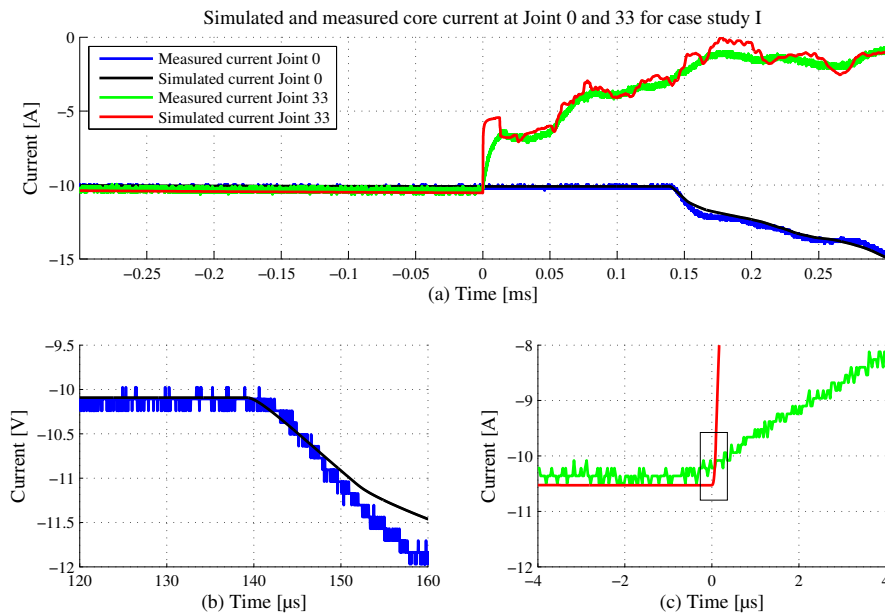 Simulated and measured core current at Joint 0 and 33 for case study I
Current [A]
0
−5
−10
−15
Measured current Joint 0
Simulated current Joint 0
Measured current Joint 33
Simulated current Joint 33
−0.25 −0.2 −0.15 −0.1 −0.05 0 0.05 0.1 0.15 0.2 0.25
(a) Time [ms]
Current [V]
−9.5
−10
−10.5
−11
−11.5
−12
120 130 140 150 160
(b) Time [µs]
Current [A]
−8
−9
−10
−11
−12
−4 −2 0 2 4
(c) Time [µs]